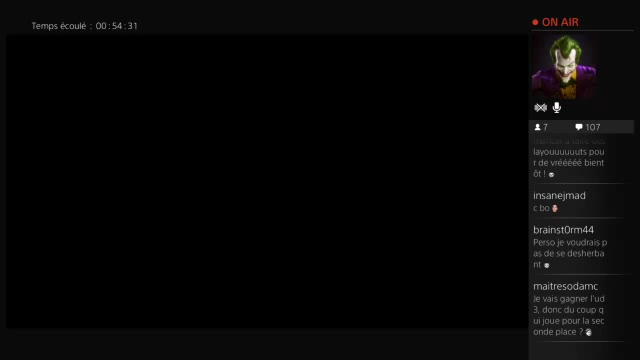 Temps écoulé : 00:54:31
ON AIR
7
107
layouuuuuuts pou
r de vrééééé bient
ôt !
insanejmad
c bo
brainst0rm44
Perso je voudrais p
as de se desherba
nt
maitresodamc
Je vais gagner l'ud
3, donc du coup q
ui joue pour la sec
onde place ?